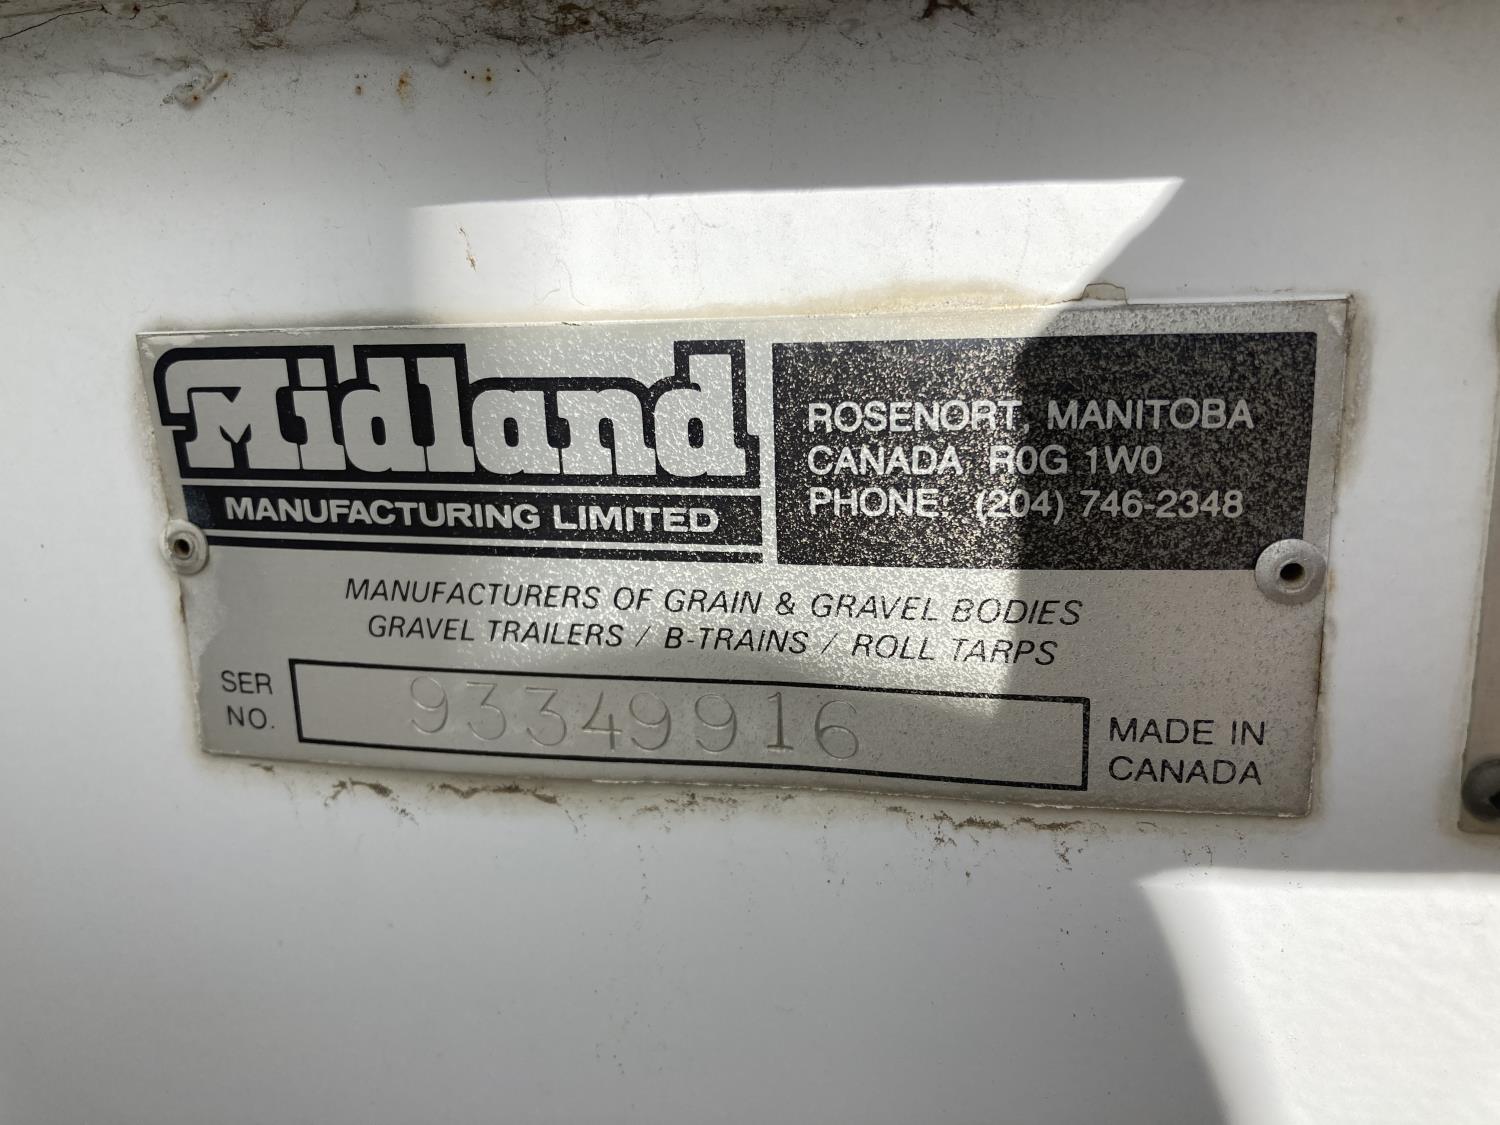 Midland
MANUFACTURING LIMITED
ROSENORT, MANITOBA
CANADA R0G 1W0
PHONE: (204) 746-2348
MANUFACTURERS OF GRAIN & GRAVEL BODIES
GRAVEL TRAILERS / B-TRAINS / ROLL TARPS
SER
NO.
93349916
MADE IN
CANADA